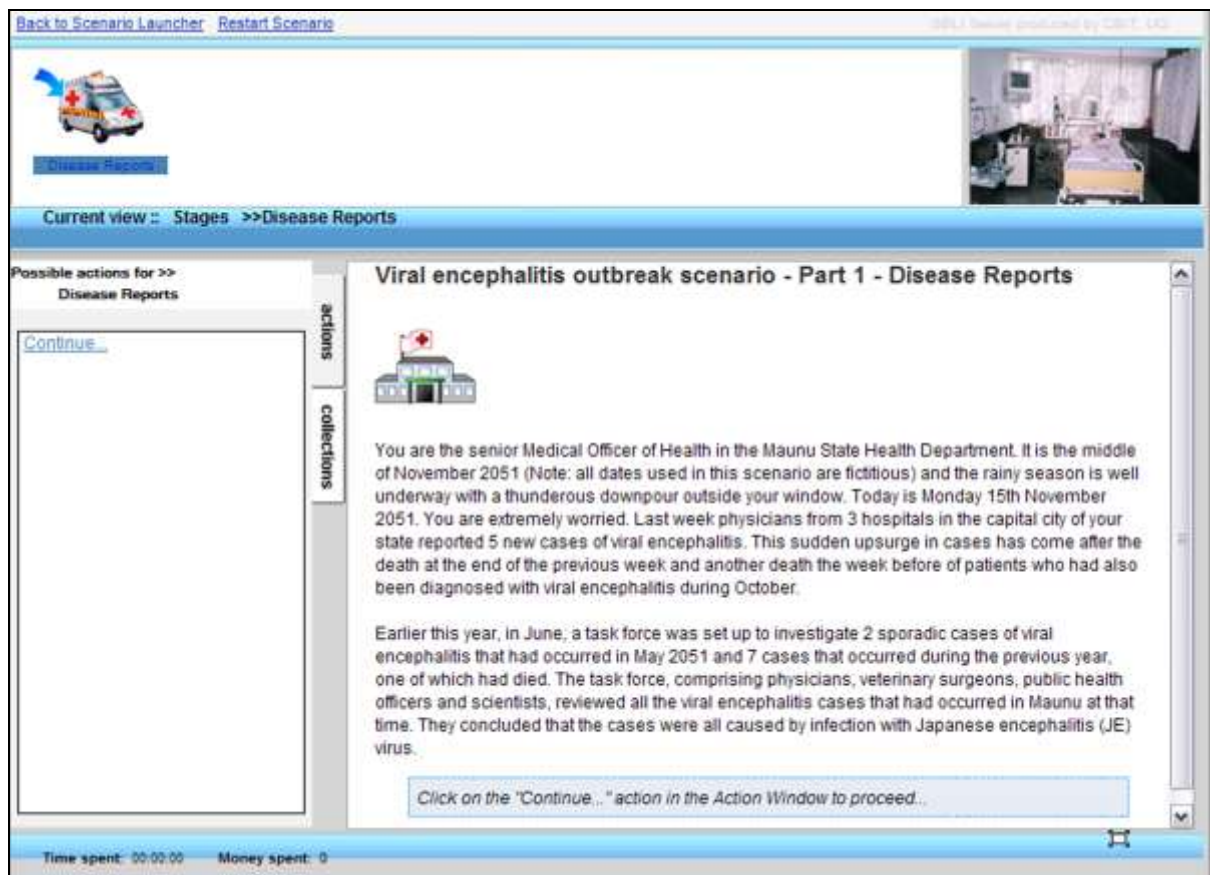 Back to Scenario Launcher Restart Scenario
Disease Reports
Current view :: Stages >>Disease Reports
Possible actions for >>
Disease Reports
Continue...
actions
collections
Viral encephalitis outbreak scenario - Part 1 - Disease Reports
You are the senior Medical Officer of Health in the Maunu State Health Department. It is the middle
of November 2051 (Note: all dates used in this scenario are fictitious) and the rainy season is well
underway with a thunderous downpour outside your window. Today is Monday 15th November
2051. You are extremely worried. Last week physicians from 3 hospitals in the capital city of your
state reported 5 new cases of viral encephalitis. This sudden upsurge in cases has come after the
death at the end of the previous week and another death the week before of patients who had also
been diagnosed with viral encephalitis during October.
Earlier this year, in June, a task force was set up to investigate 2 sporadic cases of viral
encephalitis that had occurred in May 2051 and 7 cases that occurred during the previous year,
one of which had died. The task force, comprising physicians, veterinary surgeons, public health
officers and scientists, reviewed all the viral encephalitis cases that had occurred in Maunu at that
time. They concluded that the cases were all caused by infection with Japanese encephalitis (JE)
virus.
Click on the "Continue..." action in the Action Window to proceed...
Time spent: 00:00:00 Money spent: 0